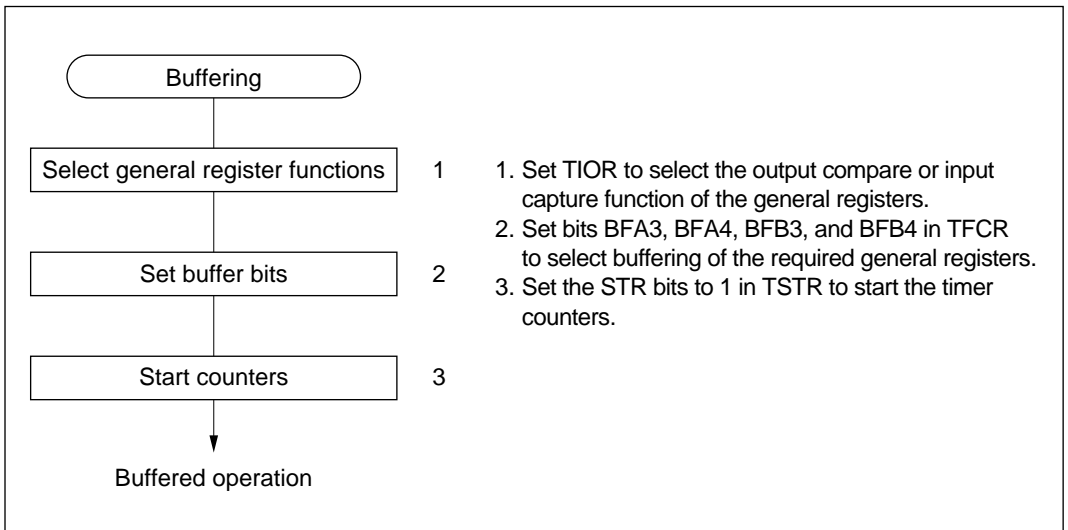 Buffering
Select general register functions
1
Set buffer bits
2
Start counters
3
Buffered operation
1. Set TIOR to select the output compare or input
capture function of the general registers.
2. Set bits BFA3, BFA4, BFB3, and BFB4 in TFCR
to select buffering of the required general registers.
3. Set the STR bits to 1 in TSTR to start the timer
counters.